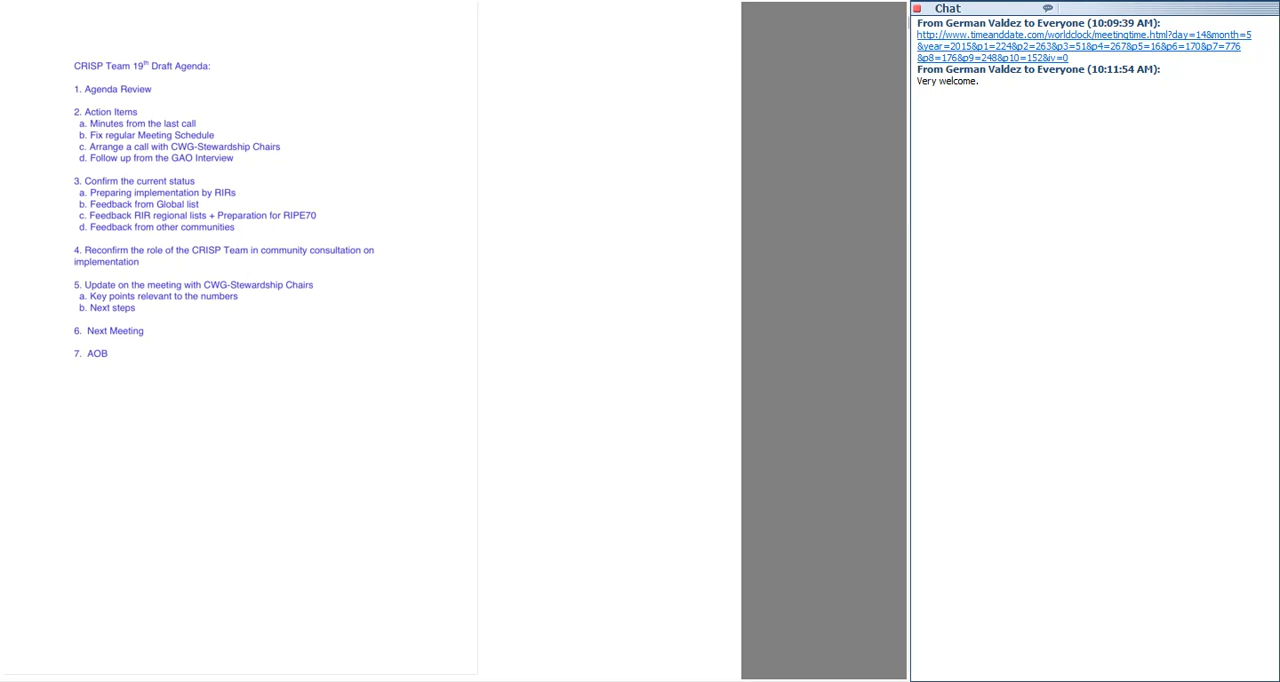 CRISP Team 19th Draft Agenda:
1. Agenda Review
2. Action Items
a. Minutes from the last call
b. Fix regular Meeting Schedule
c. Arrange a call with CWG-Stewardship Chairs
d. Follow up from the GAO Interview
3. Confirm the current status
a. Preparing implementation by RIRs
b. Feedback from Global list
c. Feedback RIR regional lists + Preparation for RIPE70
d. Feedback from other communities
4. Reconfirm the role of the CRISP Team in community consultation on
implementation
5. Update on the meeting with CWG-Stewardship Chairs
a. Key points relevant to the numbers
b. Next steps
6. Next Meeting
7. AOB
Chat
From German Valdez to Everyone (10:09:39 AM):
http://www.timeanddate.com/worldclock/meetingtime.html?day=14&month=5
&year=2015&p1=224&p2=263&p3=51&p4=267&p5=16&p6=170&p7=776
&p8=176&p9=248&p10=152&iv=0
From German Valdez to Everyone (10:11:54 AM):
Very welcome.